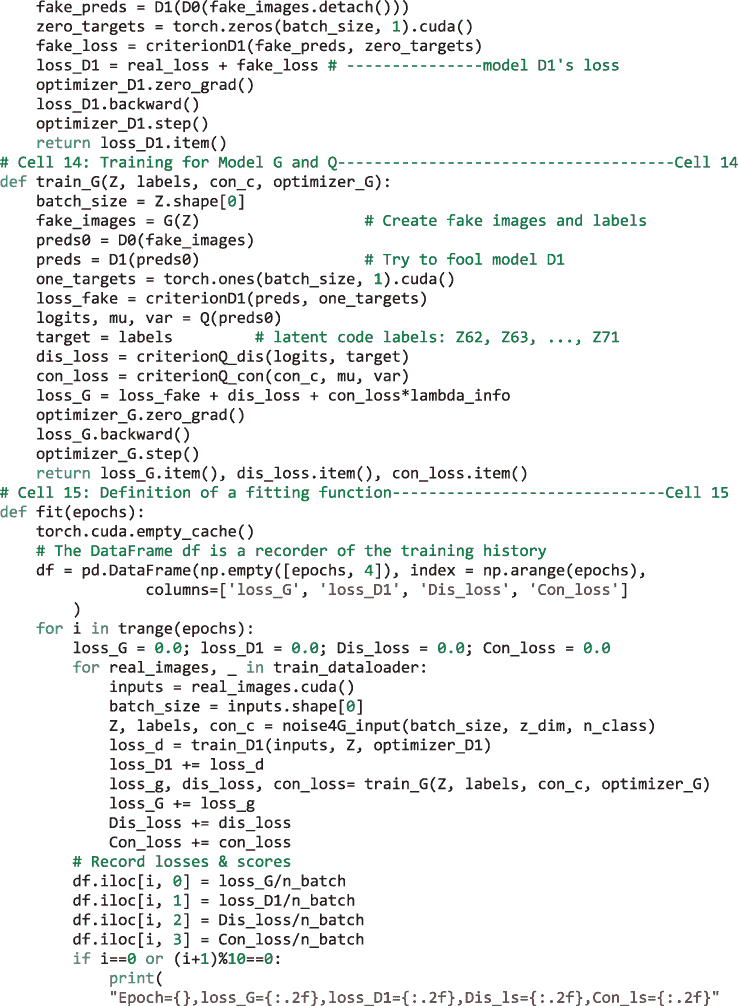 fake_preds = D1(D0(fake_images.detach()))
    zero_targets = torch.zeros(batch_size, 1).cuda()
    fake_loss = criterionD1(fake_preds, zero_targets)
    loss_D1 = real_loss + fake_loss # ---------------model D1's loss
    optimizer_D1.zero_grad()
    loss_D1.backward()
    optimizer_D1.step()
    return loss_D1.item()
# Cell 14: Training for Model G and Q-------------------------------------Cell 14
def train_G(Z, labels, con_c, optimizer_G):
    batch_size = Z.shape[0]
    fake_images = G(Z)                  # Create fake images and labels
    preds0 = D0(fake_images)
    preds = D1(preds0)                  # Try to fool model D1
    one_targets = torch.ones(batch_size, 1).cuda()
    loss_fake = criterionD1(preds, one_targets)
    logits, mu, var = Q(preds0)
    target = labels         # latent code labels: Z62, Z63, ..., Z71
    dis_loss = criterionQ_dis(logits, target)
    con_loss = criterionQ_con(con_c, mu, var)
    loss_G = loss_fake + dis_loss + con_loss*lambda_info
    optimizer_G.zero_grad()
    loss_G.backward()
    optimizer_G.step()
    return loss_G.item(), dis_loss.item(), con_loss.item()
# Cell 15: Definition of a fitting function------------------------------Cell 15
def fit(epochs):
    torch.cuda.empty_cache()
    # The DataFrame df is a recorder of the training history
    df = pd.DataFrame(np.empty([epochs, 4]), index = np.arange(epochs),
                columns=['loss_G', 'loss_D1', 'Dis_loss', 'Con_loss']
        )
    for i in trange(epochs):
        loss_G = 0.0; loss_D1 = 0.0; Dis_loss = 0.0; Con_loss = 0.0
        for real_images, _ in train_dataloader:
            inputs = real_images.cuda()
            batch_size = inputs.shape[0]
            Z, labels, con_c = noise4G_input(batch_size, z_dim, n_class)
            loss_d = train_D1(inputs, Z, optimizer_D1)
            loss_D1 += loss_d
            loss_g, dis_loss, con_loss= train_G(Z, labels, con_c, optimizer_G)
            loss_G += loss_g
            Dis_loss += dis_loss
            Con_loss += con_loss
        # Record losses & scores
        df.iloc[i, 0] = loss_G/n_batch
        df.iloc[i, 1] = loss_D1/n_batch
        df.iloc[i, 2] = Dis_loss/n_batch
        df.iloc[i, 3] = Con_loss/n_batch
        if i==0 or (i+1)%10==0:
            print(
            "Epoch={},loss_G={:.2f},loss_D1={:.2f},Dis_ls={:.2f},Con_ls={:.2f}"